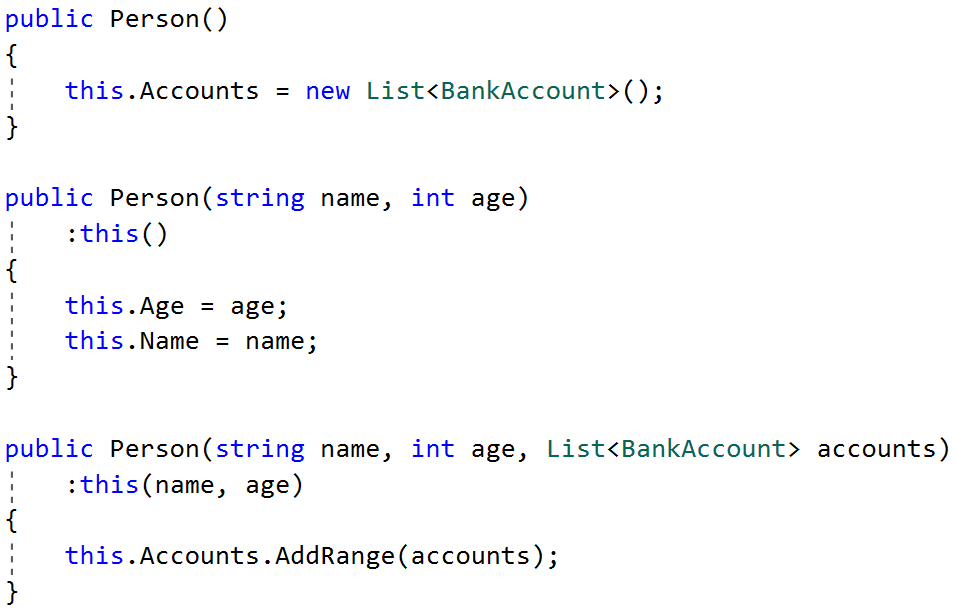 public Person()
{
    this.Accounts = new List<BankAccount>();
}

public Person(string name, int age)
    :this()
{
    this.Age = age;
    this.Name = name;
}

public Person(string name, int age, List<BankAccount> accounts)
    :this(name, age)
{
    this.Accounts.AddRange(accounts);
}